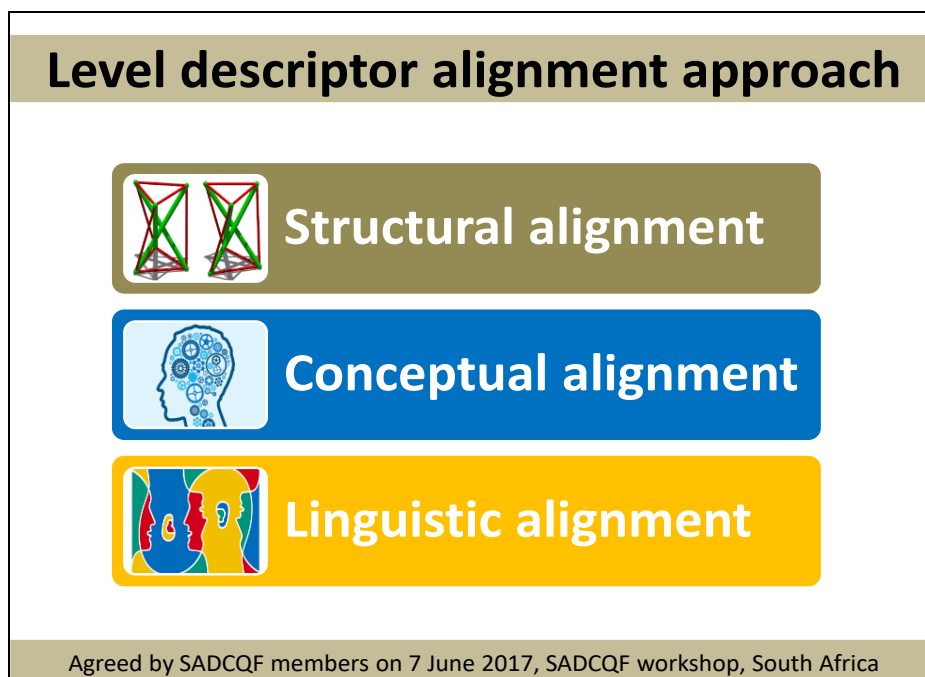 Level descriptor alignment approach
Structural alignment
Conceptual alignment
Linguistic alignment
Agreed by SADCQF members on 7 June 2017, SADCQF workshop, South Africa